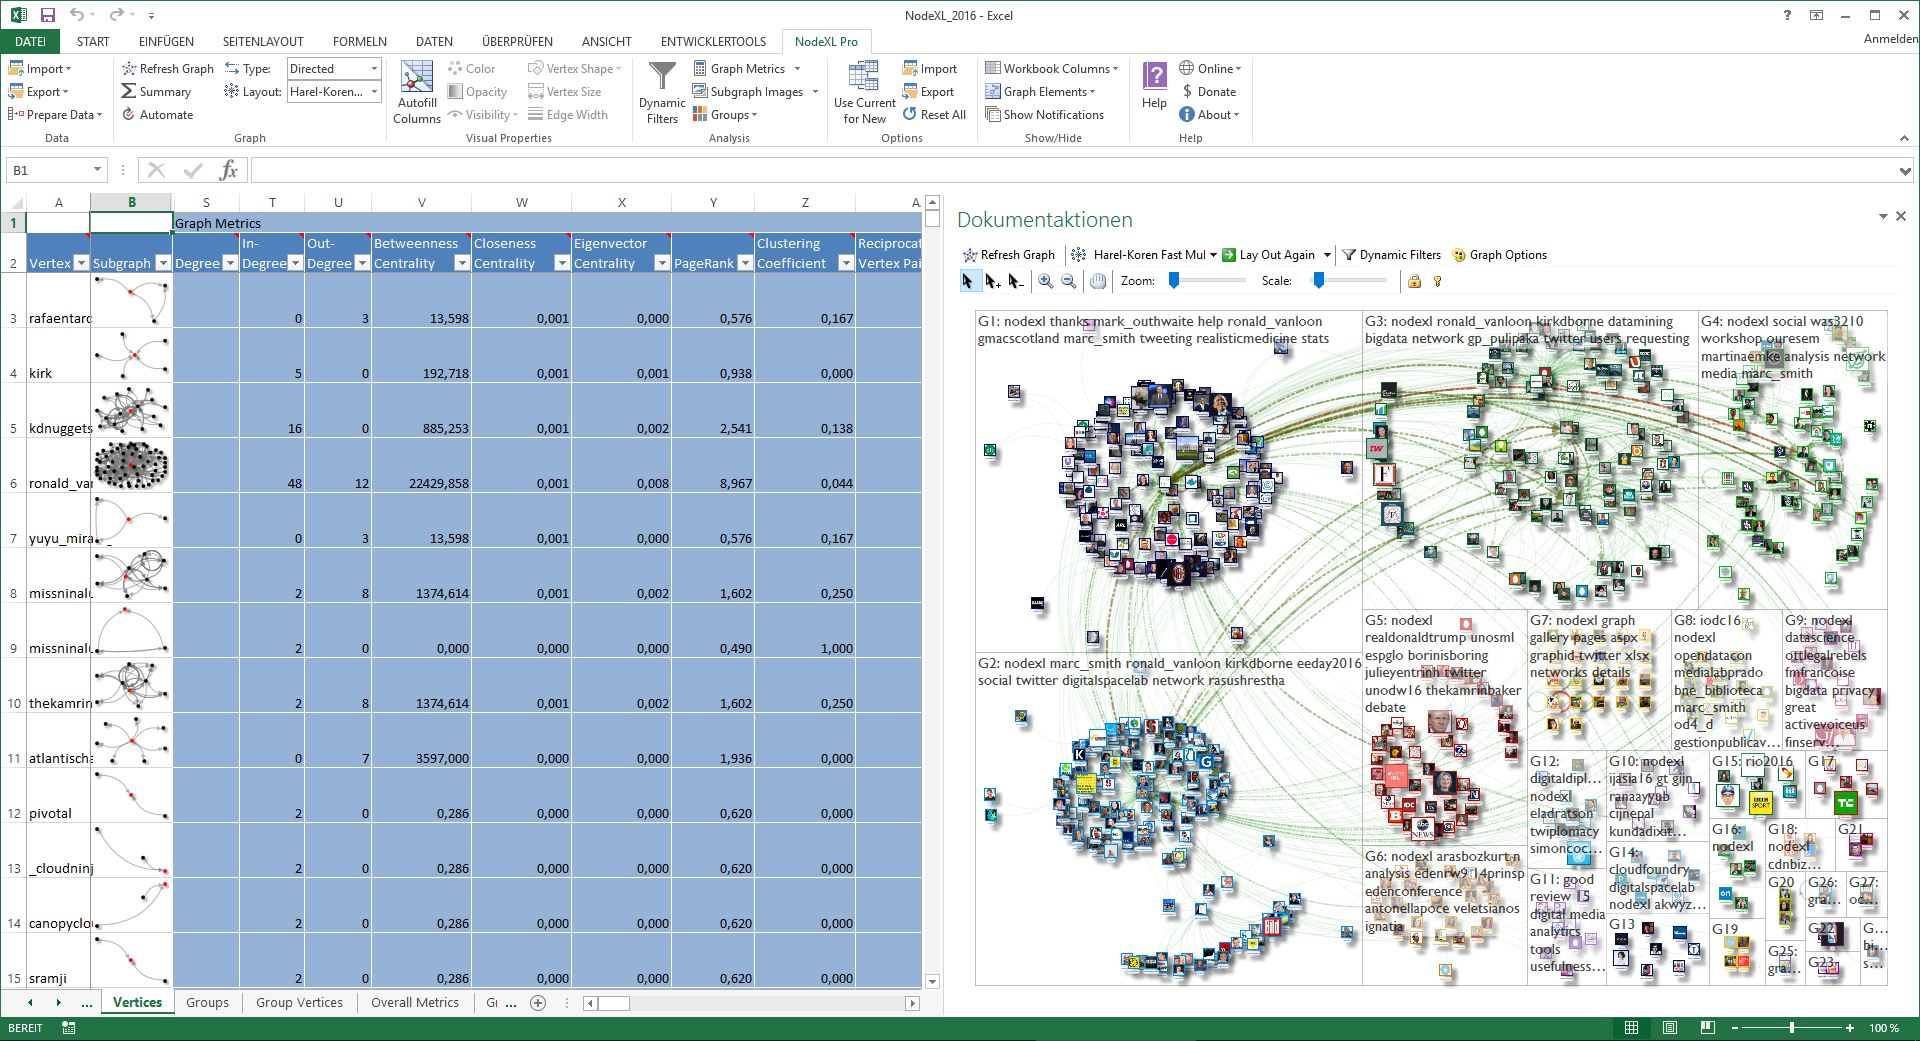 NodeXL_2016 - Excel
Anmelden
DATEI START EINFÜGEN SEITENLAYOUT FORMELN DATEN ÜBERPRÜFEN ANSICHT ENTWICKLERTOOLS NodeXL Pro
Import Refresh Graph Type: Directed Color Vertex Shape Graph Metrics Import Workbook Columns Online
Export Summary Layout: Harel-Koren... Opacity Vertex Size Subgraph Images Export Graph Elements Donate
Prepare Data Automate Visibility Edge Width Groups Reset All Show Notifications About
Autofill Columns
Dynamic Filters
Use Current for New
Help
Data Graph Visual Properties Analysis Options Show/Hide Help
B1 fx
A B S T U V W X Y Z A
1 Graph Metrics
2 Vertex Subgraph Degree In-Degree Out-Degree Betweenness Centrality Closeness Centrality Eigenvector Centrality PageRank Clustering Coefficient Reciprocat Vertex Pai
3 rafaentarc 0 3 13,598 0,001 0,000 0,576 0,167
4 kirk 5 0 192,718 0,001 0,001 0,938 0,000
5 kdnuggets 16 0 885,253 0,001 0,002 2,541 0,138
6 ronald_var 48 12 22429,858 0,001 0,008 8,967 0,044
7 yuyu_mira 0 3 13,598 0,001 0,000 0,576 0,167
8 missninalu 2 8 1374,614 0,001 0,002 1,602 0,250
9 missninalu 2 0 0,000 0,001 0,000 0,490 1,000
10 thekamrin 2 8 1374,614 0,001 0,002 1,602 0,250
11 atlantischa 0 7 3597,000 0,001 0,000 1,936 0,000
12 pivotal 2 0 0,286 0,000 0,000 0,620 0,000
13 _cloudninj 2 0 0,286 0,000 0,000 0,620 0,000
14 canopyclo 2 0 0,286 0,000 0,000 0,620 0,000
15 sramji 2 0 0,286 0,000 0,000 0,620 0,000
... Vertices Groups Group Vertices Overall Metrics Gr ...
BEREIT
100 %
Dokumentaktionen
Refresh Graph Harel-Koren Fast Mul Lay Out Again Dynamic Filters Graph Options
Zoom: Scale:
G1: nodexl thanks mark_outhwaite help ronald_vanloon
gmacscotland marc_smith tweeting realisticmedicine stats
G3: nodexl ronald_vanloon kirkdborne datamining
bigdata network gp_pulipaka twitter users requesting
G4: nodexl social was3210
workshop ouresem
martinaemke analysis network
media marc_smith
G2: nodexl marc_smith ronald_vanloon kirkdborne eeday2016
social twitter digitalspacelab network rasushrestha
G5: nodexl
realdonaldtrump unosml
espglo borinisboring
julieyentrinh twitter
unodw16 thekamrinbaker
debate
G7: nodexl graph
gallery pages aspx
graphid-twitter xlsx
networks details
G8: iodc16
nodexl
opendatacon
medialabprado
bne_biblioteca
marc_smith
od4_d
gestionpublicav...
G9: nodexl
datascience
ottlegalrebels
fmfrancoise
bigdata privacy
great
activevoiceus
finserv...
G6: nodexl arasbozkurt n
analysis edenrw9 14prinsp
edenconference
antonellapoce veletsianos
ignatia
G12:
digitaldipl...
nodexl
eladratson
twiplomacy
simoncoc...
G10: nodexl
ijasia16 gt gijn
ranaayyub
cijnepal
kundadixit...
G15: rio2016
G17
G11: good
review 15
digital media
analytics
tools
usefulness...
G14:
cloudfoundry
digitalspacelab
nodexl akwyz...
G13
G16:
nodexl
G18:
nodexl
cdnbiz...
G21
G19
G20
G26:
gra...
G27:
oc...
G25:
gra...
G22
G23
G...
bi...
s...
TW
F
K
G
Bild
abc NEWS
BBC SPORT
TC
on